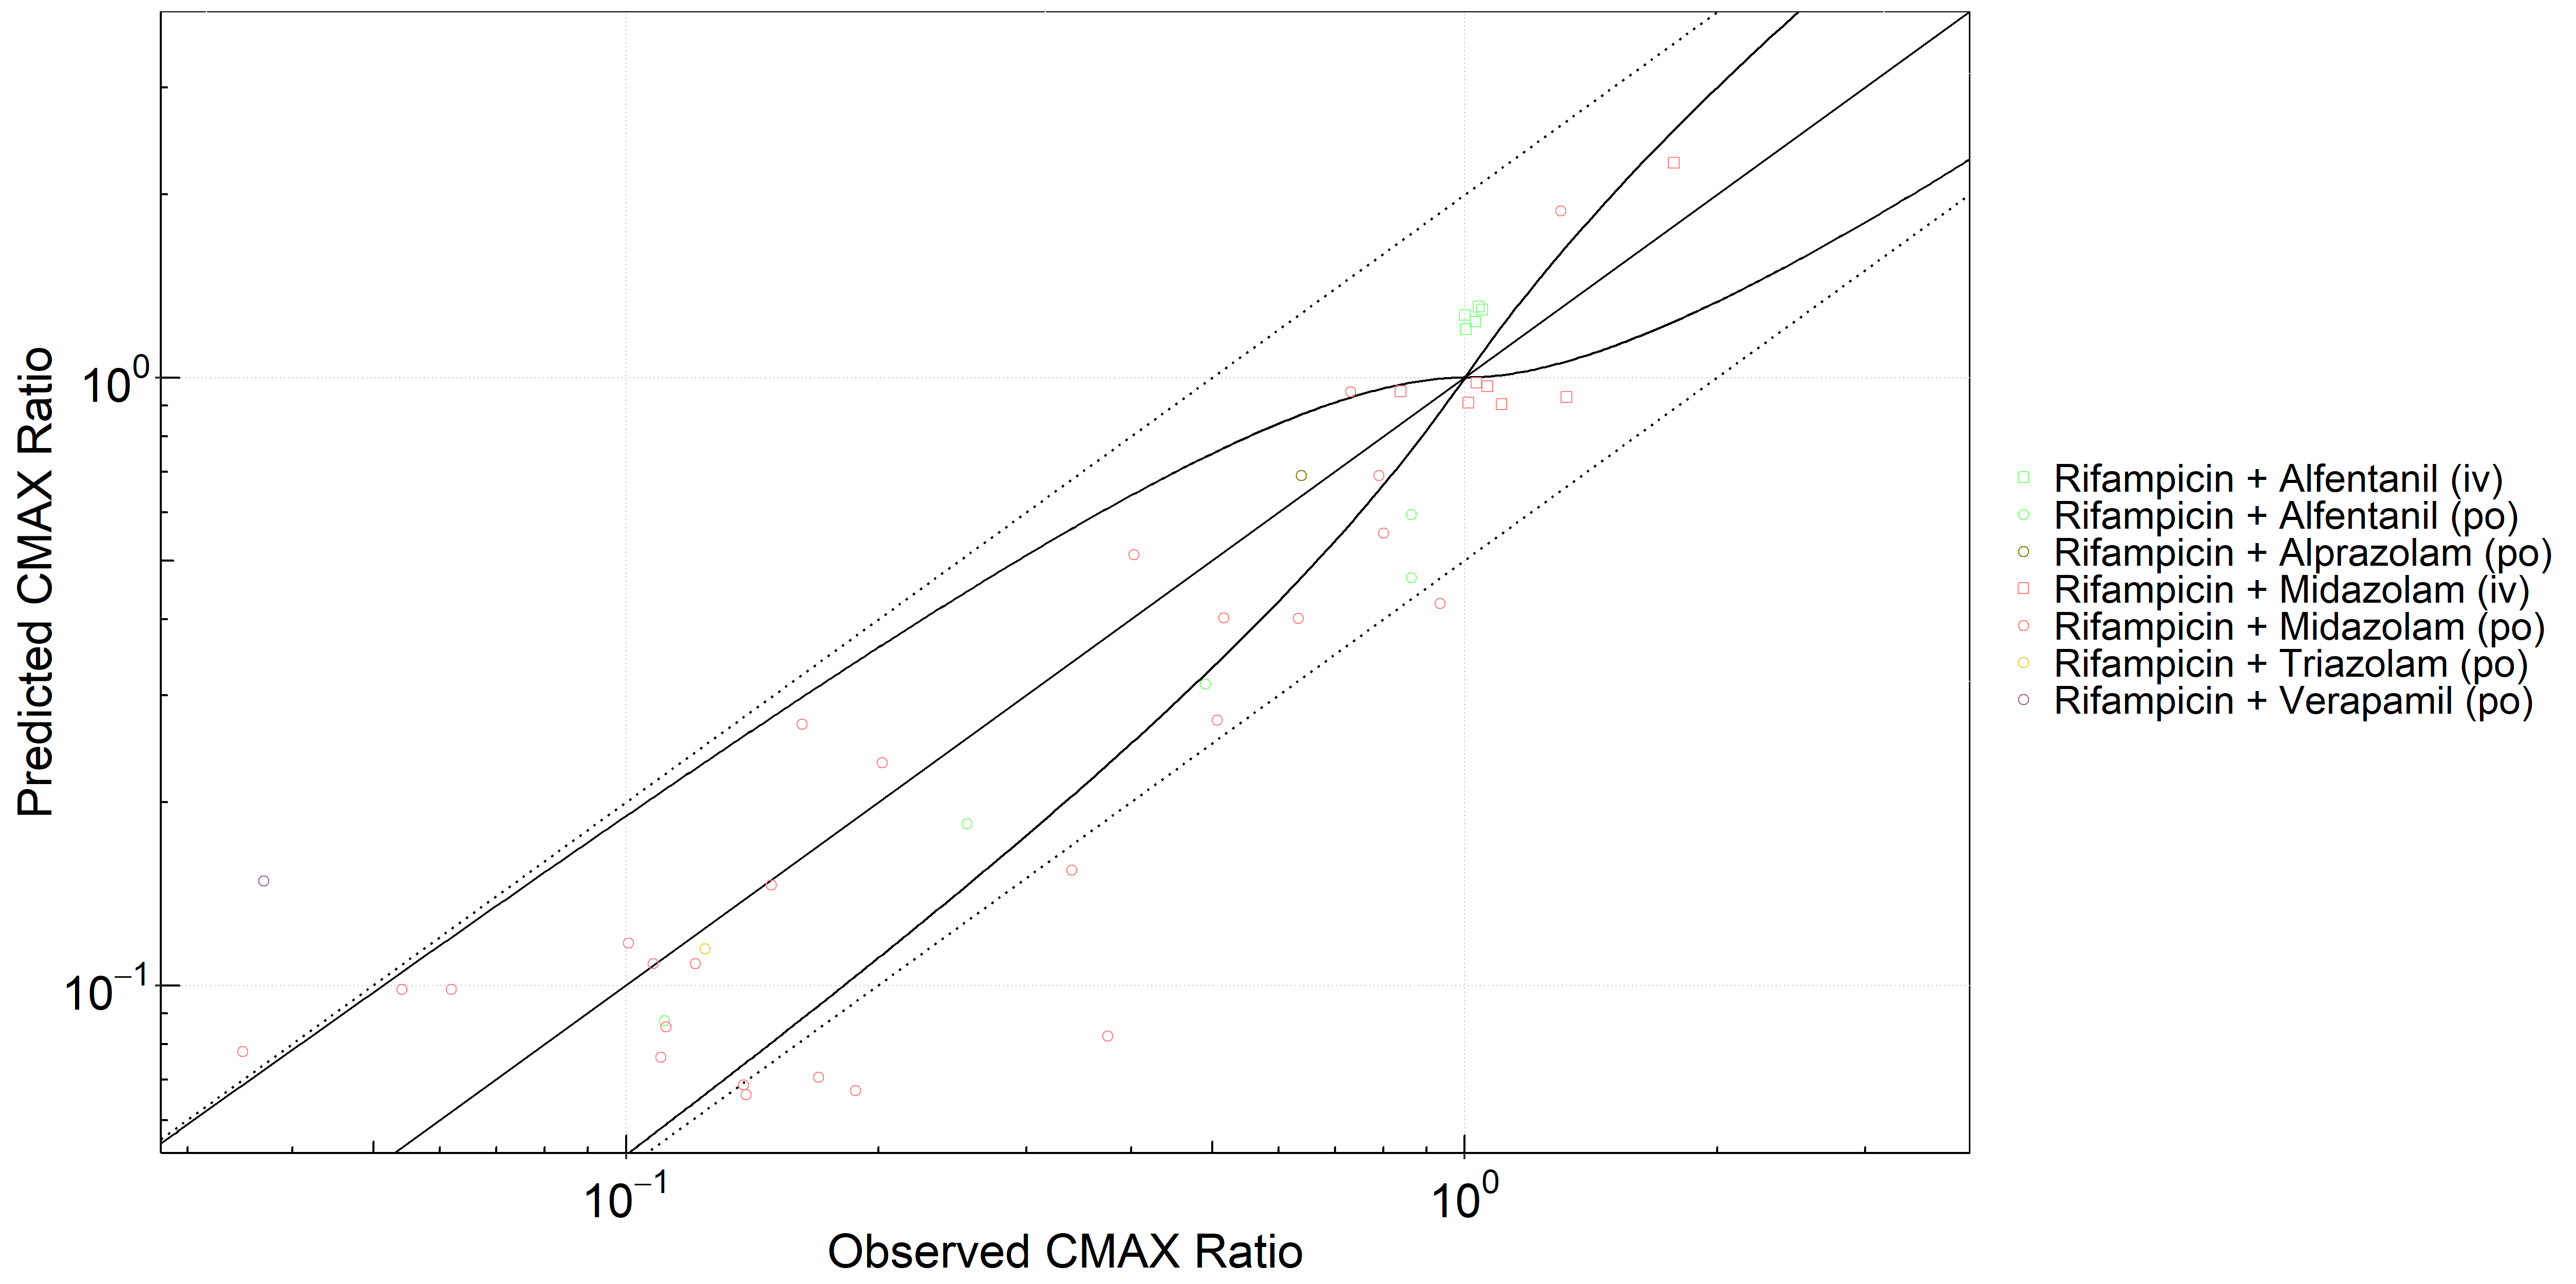 Predicted CMAX Ratio
10⁰
10⁻¹
10⁻¹
10⁰
Observed CMAX Ratio
Rifampicin + Alfentanil (iv)
Rifampicin + Alfentanil (po)
Rifampicin + Alprazolam (po)
Rifampicin + Midazolam (iv)
Rifampicin + Midazolam (po)
Rifampicin + Triazolam (po)
Rifampicin + Verapamil (po)